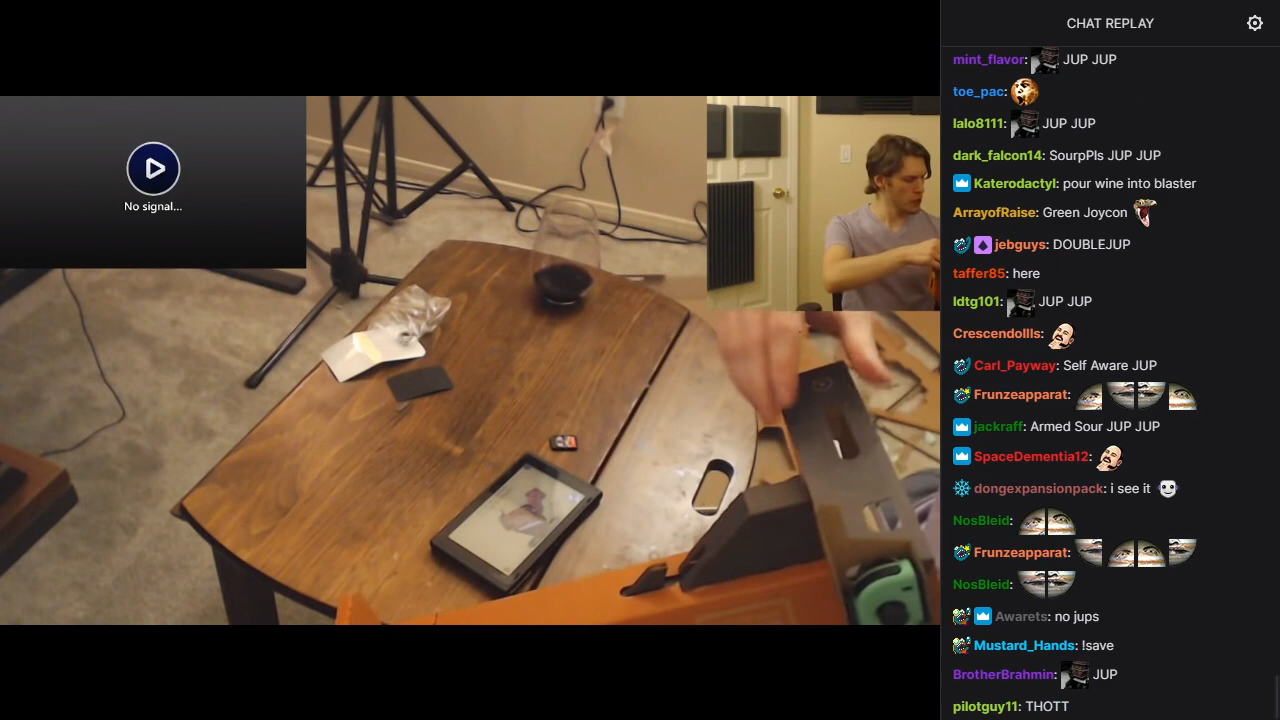 No signal...
CHAT REPLAY
mint_flavor: JUP JUP
toe_pac:
lalo8111: JUP JUP
dark_falcon14: SourpPls JUP JUP
Katerodactyl: pour wine into blaster
ArrayofRaise: Green Joycon
jebguys: DOUBLEJUP
taffer85: here
ldtg101: JUP JUP
Crescendollls:
Carl_Payway: Self Aware JUP
Frunzeapparat:
jackraff: Armed Sour JUP JUP
SpaceDementia12:
dongexpansionpack: i see it
NosBleid:
Frunzeapparat:
NosBleid:
Awarets: no jups
Mustard_Hands: !save
BrotherBrahmin: JUP
pilotguy11: THOTT